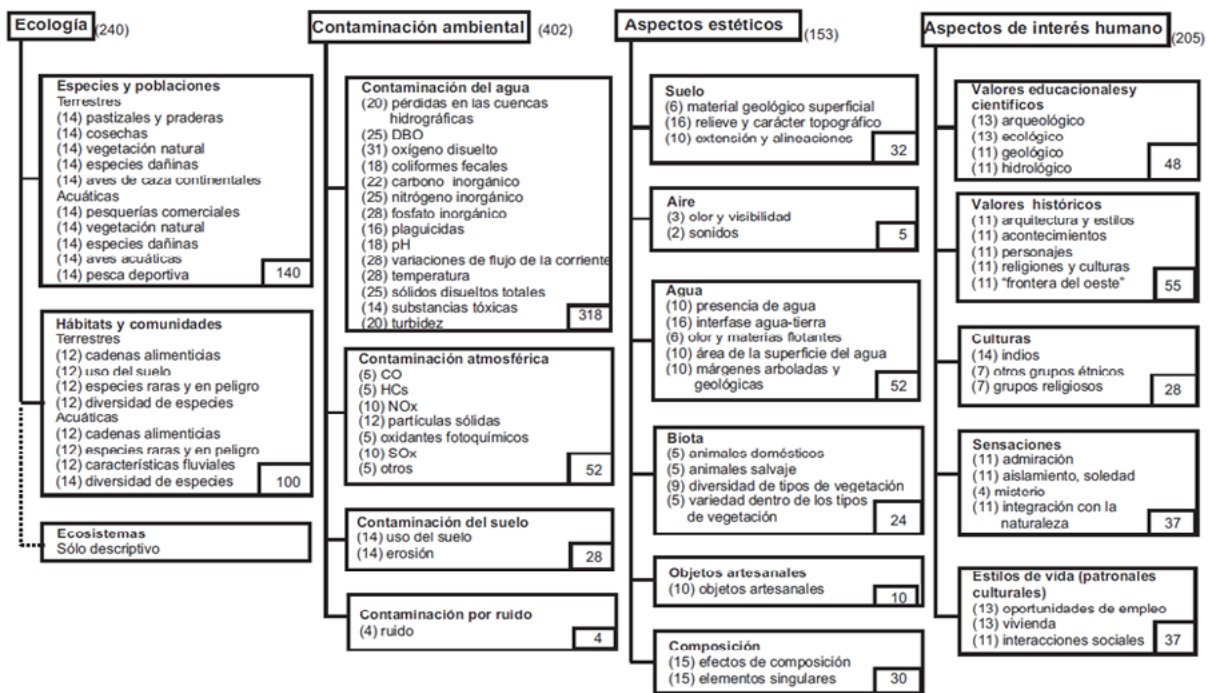 Ecología (240)
Especies y poblaciones
Terrestres
(14) pastizales y praderas
(14) cosechas
(14) vegetación natural
(14) especies dañinas
(14) aves de caza continentales
Acuáticas
(14) pesquerías comerciales
(14) vegetación natural
(14) especies dañinas
(14) aves acuáticas
(14) pesca deportiva
140
Hábitats y comunidades
Terrestres
(12) cadenas alimenticias
(12) uso del suelo
(12) especies raras y en peligro
(12) diversidad de especies
Acuáticas
(12) cadenas alimenticias
(12) especies raras y en peligro
(12) características fluviales
(14) diversidad de especies
100
Ecosistemas
Sólo descriptivo
Contaminación ambiental (402)
Contaminación del agua
(20) pérdidas en las cuencas
hidrográficas
(25) DBO
(31) oxígeno disuelto
(18) coliformes fecales
(22) carbono inorgánico
(25) nitrógeno inorgánico
(28) fosfato inorgánico
(16) plaguicidas
(18) pH
(28) variaciones de flujo de la corriente
(28) temperatura
(25) sólidos disueltos totales
(14) substancias tóxicas
(20) turbidez
318
Contaminación atmosférica
(5) CO
(5) HCs
(10) NOx
(12) partículas sólidas
(5) oxidantes fotoquímicos
(10) SOx
(5) otros
52
Contaminación del suelo
(14) uso del suelo
(14) erosión
28
Contaminación por ruido
(4) ruido
4
Aspectos estéticos (153)
Suelo
(6) material geológico superficial
(16) relieve y carácter topográfico
(10) extensión y alineaciones
32
Aire
(3) olor y visibilidad
(2) sonidos
5
Agua
(10) presencia de agua
(16) interfase agua-tierra
(6) olor y materias flotantes
(10) área de la superficie del agua
(10) márgenes arboladas y
geológicas
52
Biota
(5) animales domésticos
(5) animales salvaje
(9) diversidad de tipos de vegetación
(5) variedad dentro de los tipos
de vegetación
24
Objetos artesanales
(10) objetos artesanales
10
Composición
(15) efectos de composición
(15) elementos singulares
30
Aspectos de interés humano (205)
Valores educacionalesy
científicos
(13) arqueológico
(13) ecológico
(11) geológico
(11) hidrológico
48
Valores históricos
(11) arquitectura y estilos
(11) acontecimientos
(11) personajes
(11) religiones y culturas
(11) "frontera del oeste"
55
Culturas
(14) indios
(7) otros grupos étnicos
(7) grupos religiosos
28
Sensaciones
(11) admiración
(11) aislamiento, soledad
(4) misterio
(11) integración con la
naturaleza
37
Estilos de vida (patronales
culturales)
(13) oportunidades de empleo
(13) vivienda
(11) interacciones sociales
37